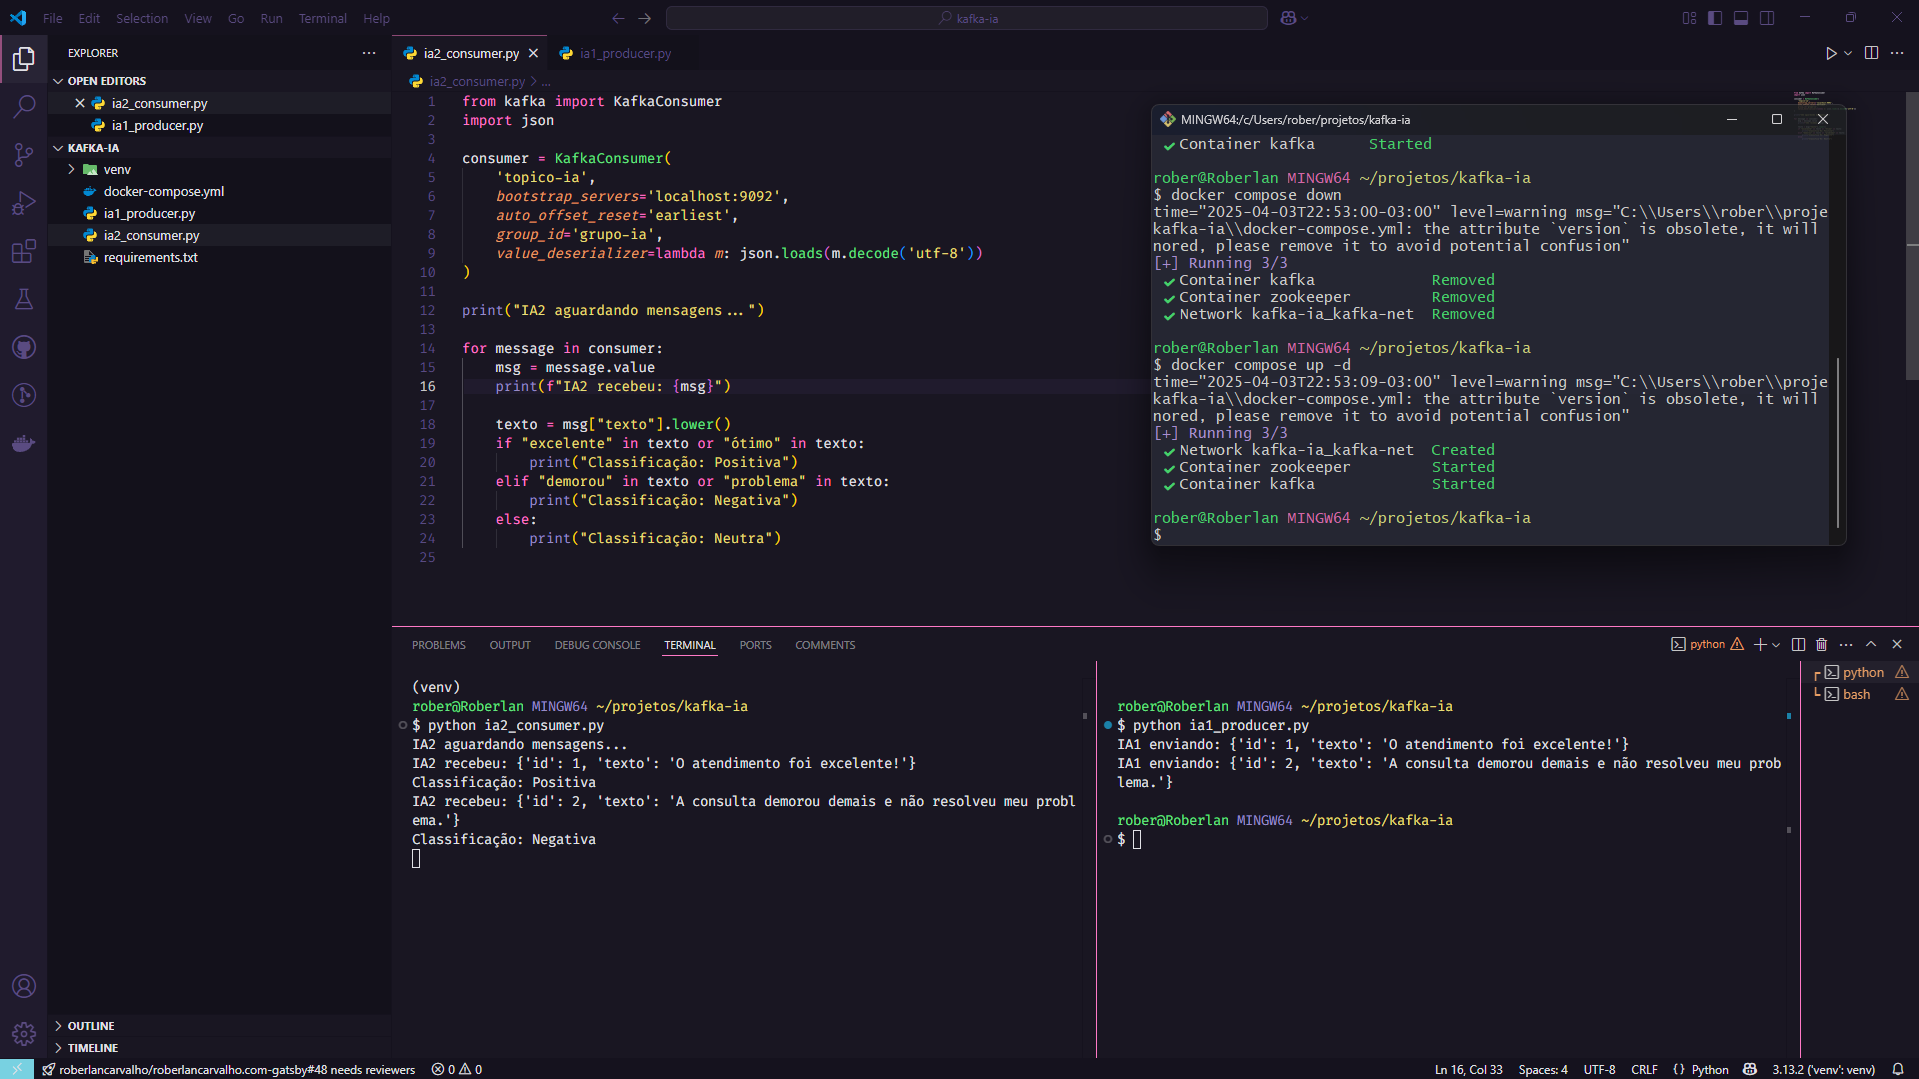 File Edit Selection View Go Run Terminal Help
kafka-ia
EXPLORER
OPEN EDITORS
ia2_consumer.py
ia1_producer.py
KAFKA-IA
venv
docker-compose.yml
ia1_producer.py
ia2_consumer.py
requirements.txt
OUTLINE
TIMELINE
ia2_consumer.py
ia1_producer.py
ia2_consumer.py > ...
1 from kafka import KafkaConsumer
2 import json
3
4 consumer = KafkaConsumer(
5 'topico-ia',
6 bootstrap_servers='localhost:9092',
7 auto_offset_reset='earliest',
8 group_id='grupo-ia',
9 value_deserializer=lambda m: json.loads(m.decode('utf-8'))
10 )
11
12 print("IA2 aguardando mensagens...")
13
14 for message in consumer:
15 msg = message.value
16 print(f"IA2 recebeu: {msg}")
17
18 texto = msg["texto"].lower()
19 if "excelente" in texto or "ótimo" in texto:
20 print("Classificação: Positiva")
21 elif "demorou" in texto or "problema" in texto:
22 print("Classificação: Negativa")
23 else:
24 print("Classificação: Neutra")
25
MINGW64:/c/Users/rober/projetos/kafka-ia
Container kafka Started
rober@Roberlan MINGW64 ~/projetos/kafka-ia
$ docker compose down
time="2025-04-03T22:53:00-03:00" level=warning msg="C:\\Users\\rober\\proje
kafka-ia\\docker-compose.yml: the attribute `version` is obsolete, it will
nored, please remove it to avoid potential confusion"
[+] Running 3/3
Container kafka Removed
Container zookeeper Removed
Network kafka-ia_kafka-net Removed
rober@Roberlan MINGW64 ~/projetos/kafka-ia
$ docker compose up -d
time="2025-04-03T22:53:09-03:00" level=warning msg="C:\\Users\\rober\\proje
kafka-ia\\docker-compose.yml: the attribute `version` is obsolete, it will
nored, please remove it to avoid potential confusion"
[+] Running 3/3
Network kafka-ia_kafka-net Created
Container zookeeper Started
Container kafka Started
rober@Roberlan MINGW64 ~/projetos/kafka-ia
$
PROBLEMS OUTPUT DEBUG CONSOLE TERMINAL PORTS COMMENTS
python
(venv)
rober@Roberlan MINGW64 ~/projetos/kafka-ia
$ python ia2_consumer.py
IA2 aguardando mensagens...
IA2 recebeu: {'id': 1, 'texto': 'O atendimento foi excelente!'}
Classificação: Positiva
IA2 recebeu: {'id': 2, 'texto': 'A consulta demorou demais e não resolveu meu probl
ema.'}
Classificação: Negativa
rober@Roberlan MINGW64 ~/projetos/kafka-ia
$ python ia1_producer.py
IA1 enviando: {'id': 1, 'texto': 'O atendimento foi excelente!'}
IA1 enviando: {'id': 2, 'texto': 'A consulta demorou demais e não resolveu meu prob
lema.'}
rober@Roberlan MINGW64 ~/projetos/kafka-ia
$
python
bash
roberlancarvalho/roberlancarvalho.com-gatsby#48 needs reviewers 0 0
Ln 16, Col 33 Spaces: 4 UTF-8 CRLF {} Python 3.13.2 ('venv': venv)